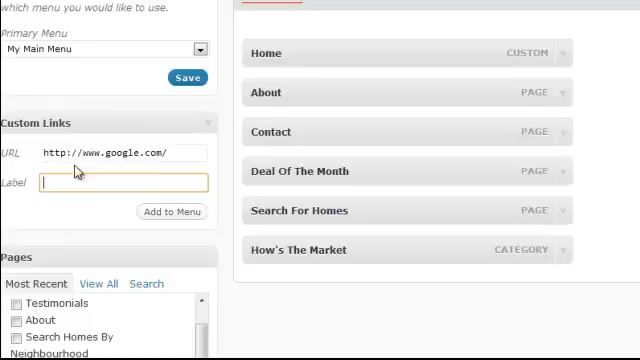 which menu you would like to use.
Primary Menu
My Main Menu
Save
Custom Links
URL http://www.google.com/
Label
Add to Menu
Pages
Most Recent View All Search
Testimonials
About
Search Homes By
Neighbourhood
Home CUSTOM
About PAGE
Contact PAGE
Deal Of The Month PAGE
Search For Homes PAGE
How's The Market CATEGORY